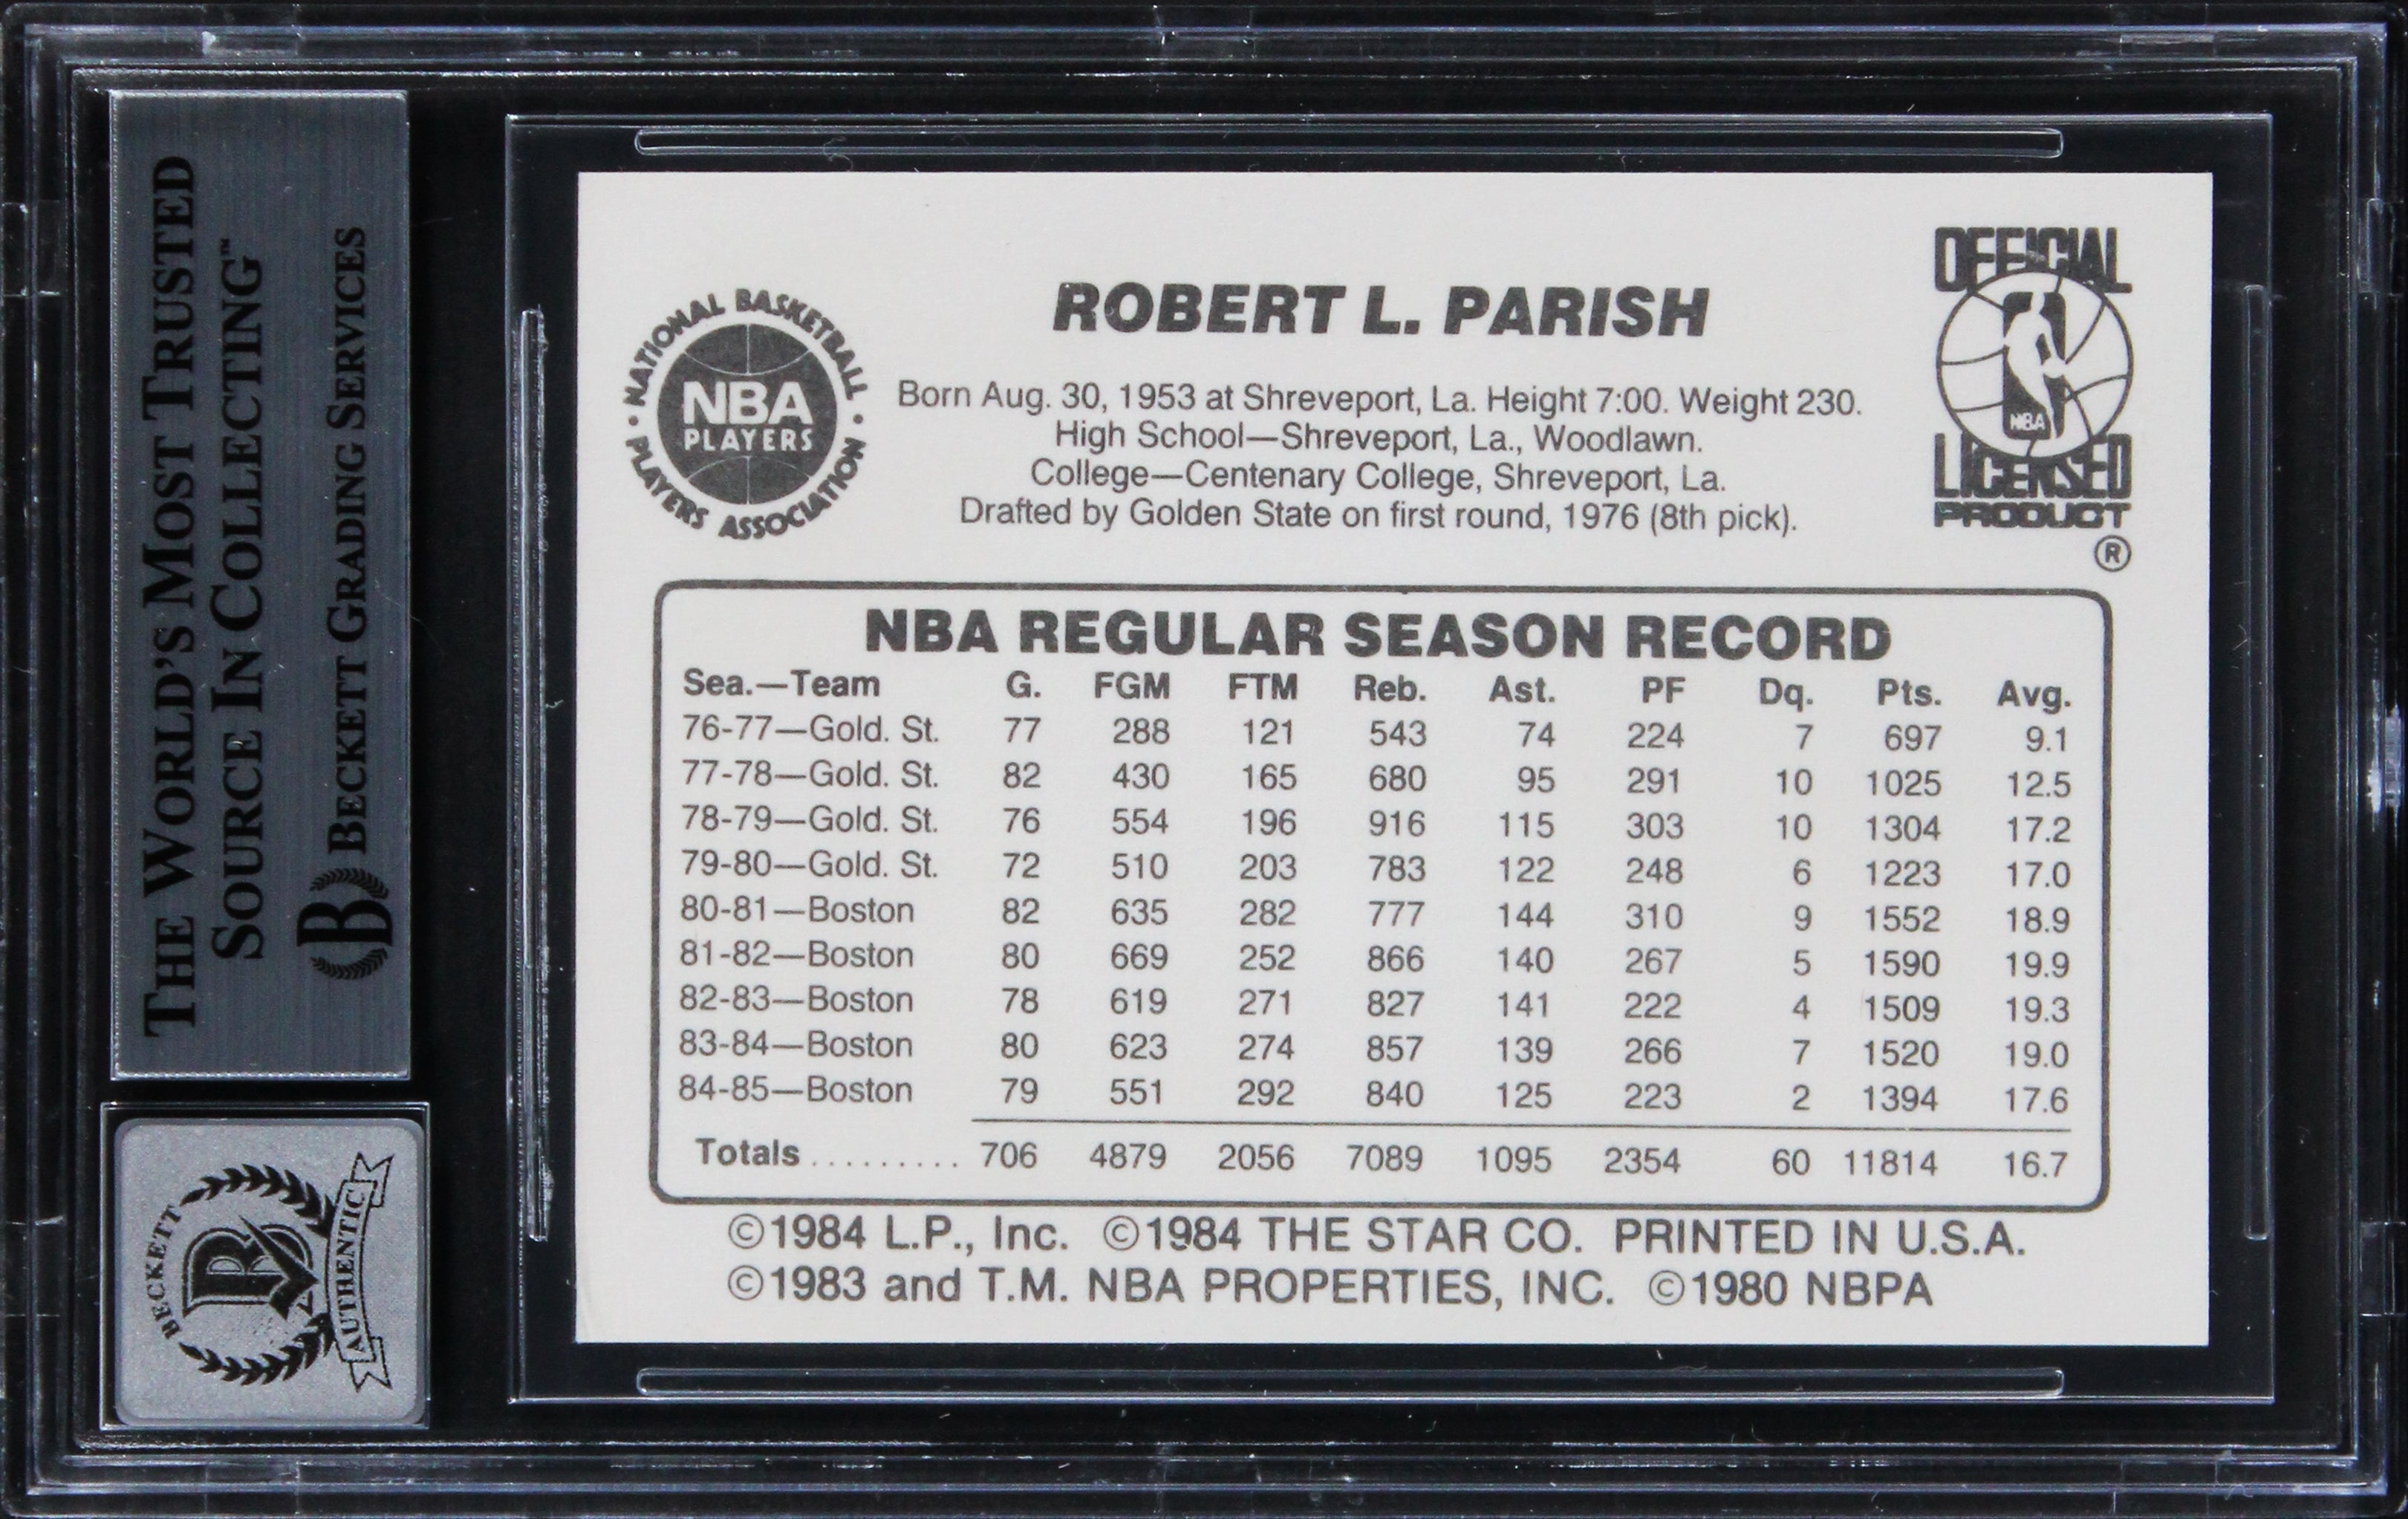 THE WORLD'S MOST TRUSTED
SOURCE IN COLLECTING™
BECKETT GRADING SERVICES
B
BECKETT
B
AUTHENTIC
NATIONAL BASKETBALL
PLAYERS ASSOCIATION
NBA
PLAYERS
ROBERT L. PARISH
Born Aug. 30, 1953 at Shreveport, La. Height 7:00. Weight 230.
High School—Shreveport, La., Woodlawn.
College—Centenary College, Shreveport, La.
Drafted by Golden State on first round, 1976 (8th pick).
OFFICIAL
NBA
LICENSED
PRODUCT
®
NBA REGULAR SEASON RECORD
Sea.—Team G. FGM FTM Reb. Ast. PF Dq. Pts. Avg.
76-77—Gold. St. 77 288 121 543 74 224 7 697 9.1
77-78—Gold. St. 82 430 165 680 95 291 10 1025 12.5
78-79—Gold. St. 76 554 196 916 115 303 10 1304 17.2
79-80—Gold. St. 72 510 203 783 122 248 6 1223 17.0
80-81—Boston 82 635 282 777 144 310 9 1552 18.9
81-82—Boston 80 669 252 866 140 267 5 1590 19.9
82-83—Boston 78 619 271 827 141 222 4 1509 19.3
83-84—Boston 80 623 274 857 139 266 7 1520 19.0
84-85—Boston 79 551 292 840 125 223 2 1394 17.6
Totals ......... 706 4879 2056 7089 1095 2354 60 11814 16.7
©1984 L.P., Inc. ©1984 THE STAR CO. PRINTED IN U.S.A.
©1983 and T.M. NBA PROPERTIES, INC. ©1980 NBPA